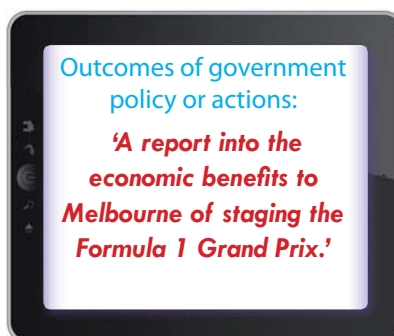 Outcomes of government
policy or actions:
‘A report into the
economic benefits to
Melbourne of staging the
Formula 1 Grand Prix.’